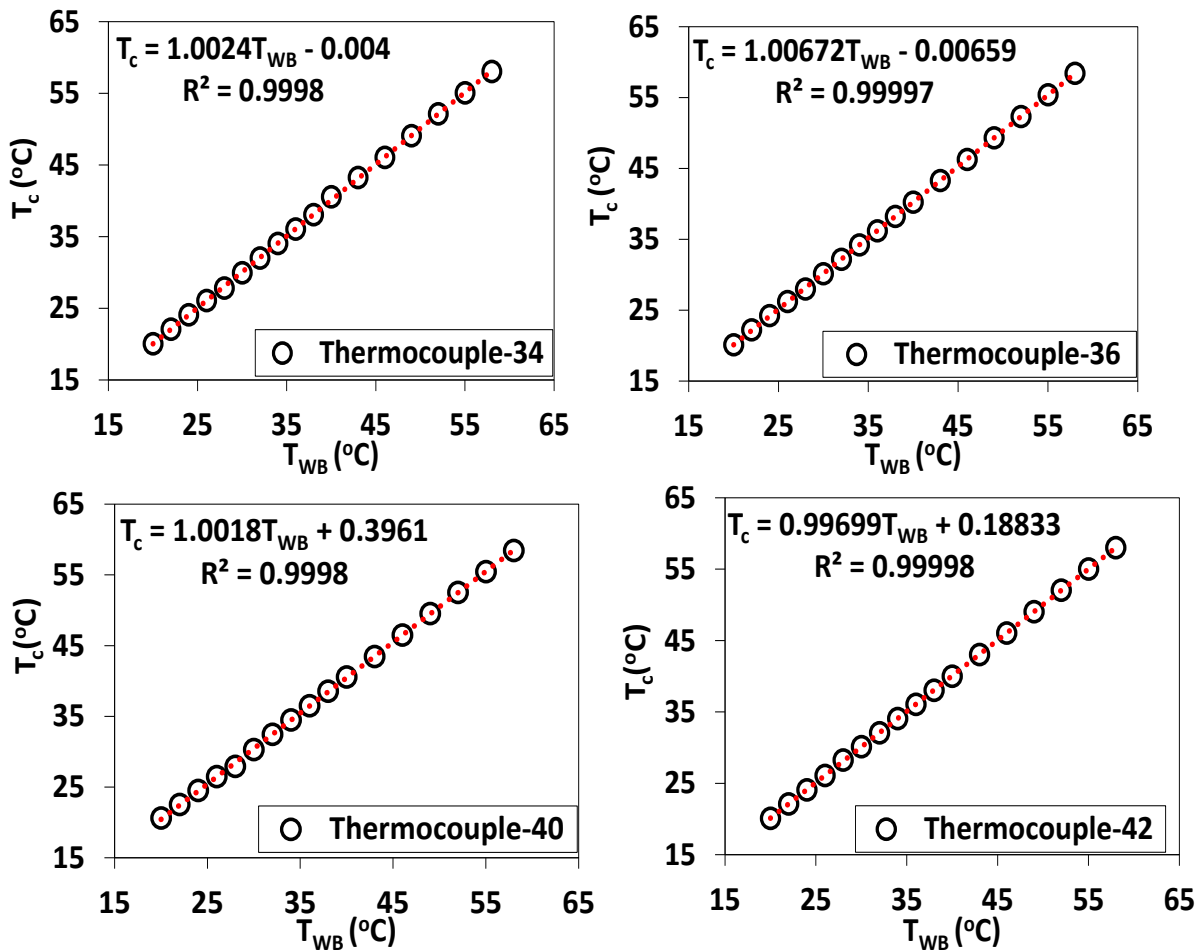 T_c = 1.0024T_WB - 0.004
R² = 0.9998
T_c (°C)
65
55
45
35
25
15
Thermocouple-34
15 25 35 45 55 65
T_WB (°C)
T_c = 1.00672T_WB - 0.00659
R² = 0.99997
T_c (°C)
65
55
45
35
25
15
Thermocouple-36
15 25 35 45 55 65
T_WB (°C)
T_c = 1.0018T_WB + 0.3961
R² = 0.9998
T_c (°C)
65
55
45
35
25
15
Thermocouple-40
15 25 35 45 55 65
T_WB (°C)
T_c = 0.99699T_WB + 0.18833
R² = 0.99998
T_c (°C)
65
55
45
35
25
15
Thermocouple-42
15 25 35 45 55 65
T_WB (°C)